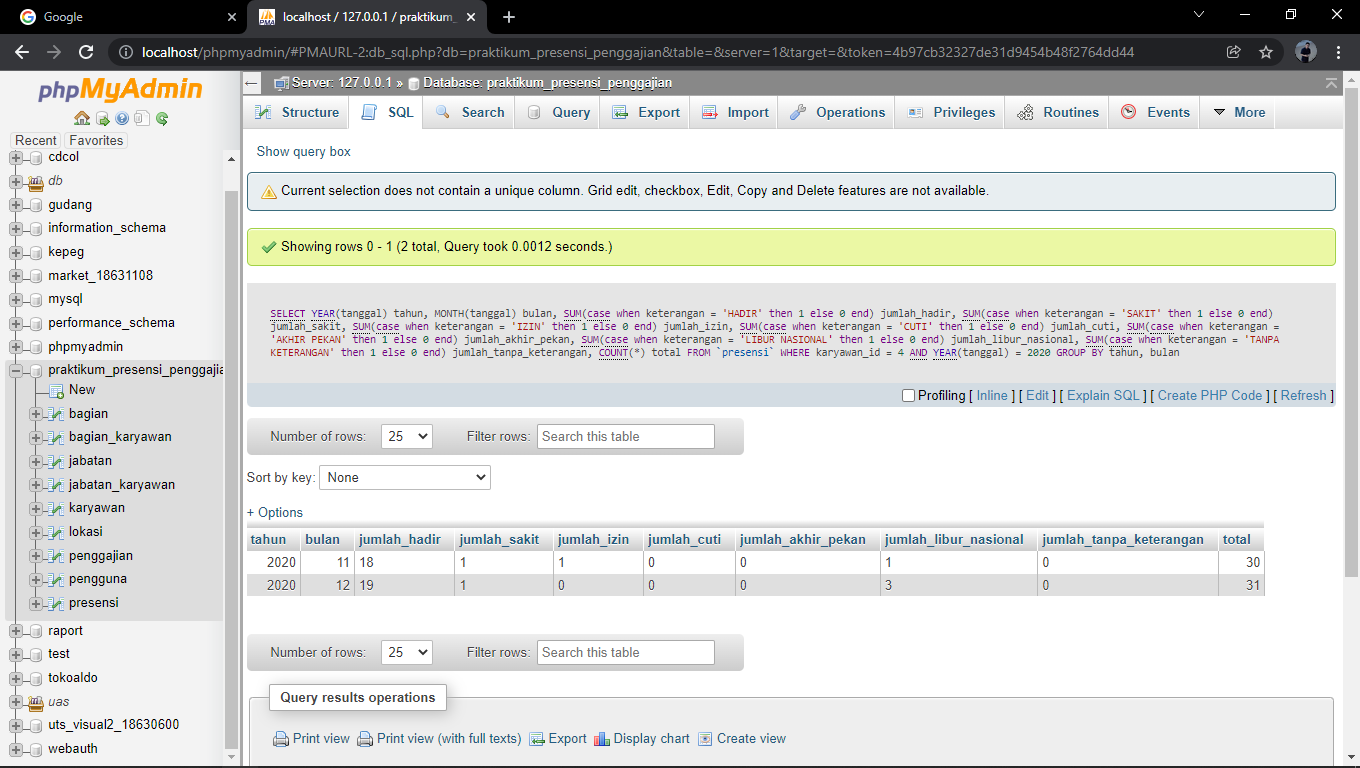 Google
localhost / 127.0.0.1 / praktikum_
localhost/phpmyadmin/#PMAURL-2:db_sql.php?db=praktikum_presensi_penggajian&table=&server=1&target=&token=4b97cb32327de31d9454b48f2764dd44
phpMyAdmin
Recent Favorites
cdcol
db
gudang
information_schema
kepeg
market_18631108
mysql
performance_schema
phpmyadmin
praktikum_presensi_penggajia
New
bagian
bagian_karyawan
jabatan
jabatan_karyawan
karyawan
lokasi
penggajian
pengguna
presensi
raport
test
tokoaldo
uas
uts_visual2_18630600
webauth
Server: 127.0.0.1 » Database: praktikum_presensi_penggajian
Structure SQL Search Query Export Import Operations Privileges Routines Events More
Show query box
Current selection does not contain a unique column. Grid edit, checkbox, Edit, Copy and Delete features are not available.
Showing rows 0 - 1 (2 total, Query took 0.0012 seconds.)
SELECT YEAR(tanggal) tahun, MONTH(tanggal) bulan, SUM(case when keterangan = 'HADIR' then 1 else 0 end) jumlah_hadir, SUM(case when keterangan = 'SAKIT' then 1 else 0 end)
jumlah_sakit, SUM(case when keterangan = 'IZIN' then 1 else 0 end) jumlah_izin, SUM(case when keterangan = 'CUTI' then 1 else 0 end) jumlah_cuti, SUM(case when keterangan =
'AKHIR PEKAN' then 1 else 0 end) jumlah_akhir_pekan, SUM(case when keterangan = 'LIBUR NASIONAL' then 1 else 0 end) jumlah_libur_nasional, SUM(case when keterangan = 'TANPA
KETERANGAN' then 1 else 0 end) jumlah_tanpa_keterangan, COUNT(*) total FROM `presensi` WHERE karyawan_id = 4 AND YEAR(tanggal) = 2020 GROUP BY tahun, bulan
Profiling [ Inline ] [ Edit ] [ Explain SQL ] [ Create PHP Code ] [ Refresh ]
Number of rows: 25 Filter rows: Search this table
Sort by key: None
+ Options
tahun bulan jumlah_hadir jumlah_sakit jumlah_izin jumlah_cuti jumlah_akhir_pekan jumlah_libur_nasional jumlah_tanpa_keterangan total
2020 11 18 1 1 0 0 1 0 30
2020 12 19 1 0 0 0 3 0 31
Number of rows: 25 Filter rows: Search this table
Query results operations
Print view Print view (with full texts) Export Display chart Create view